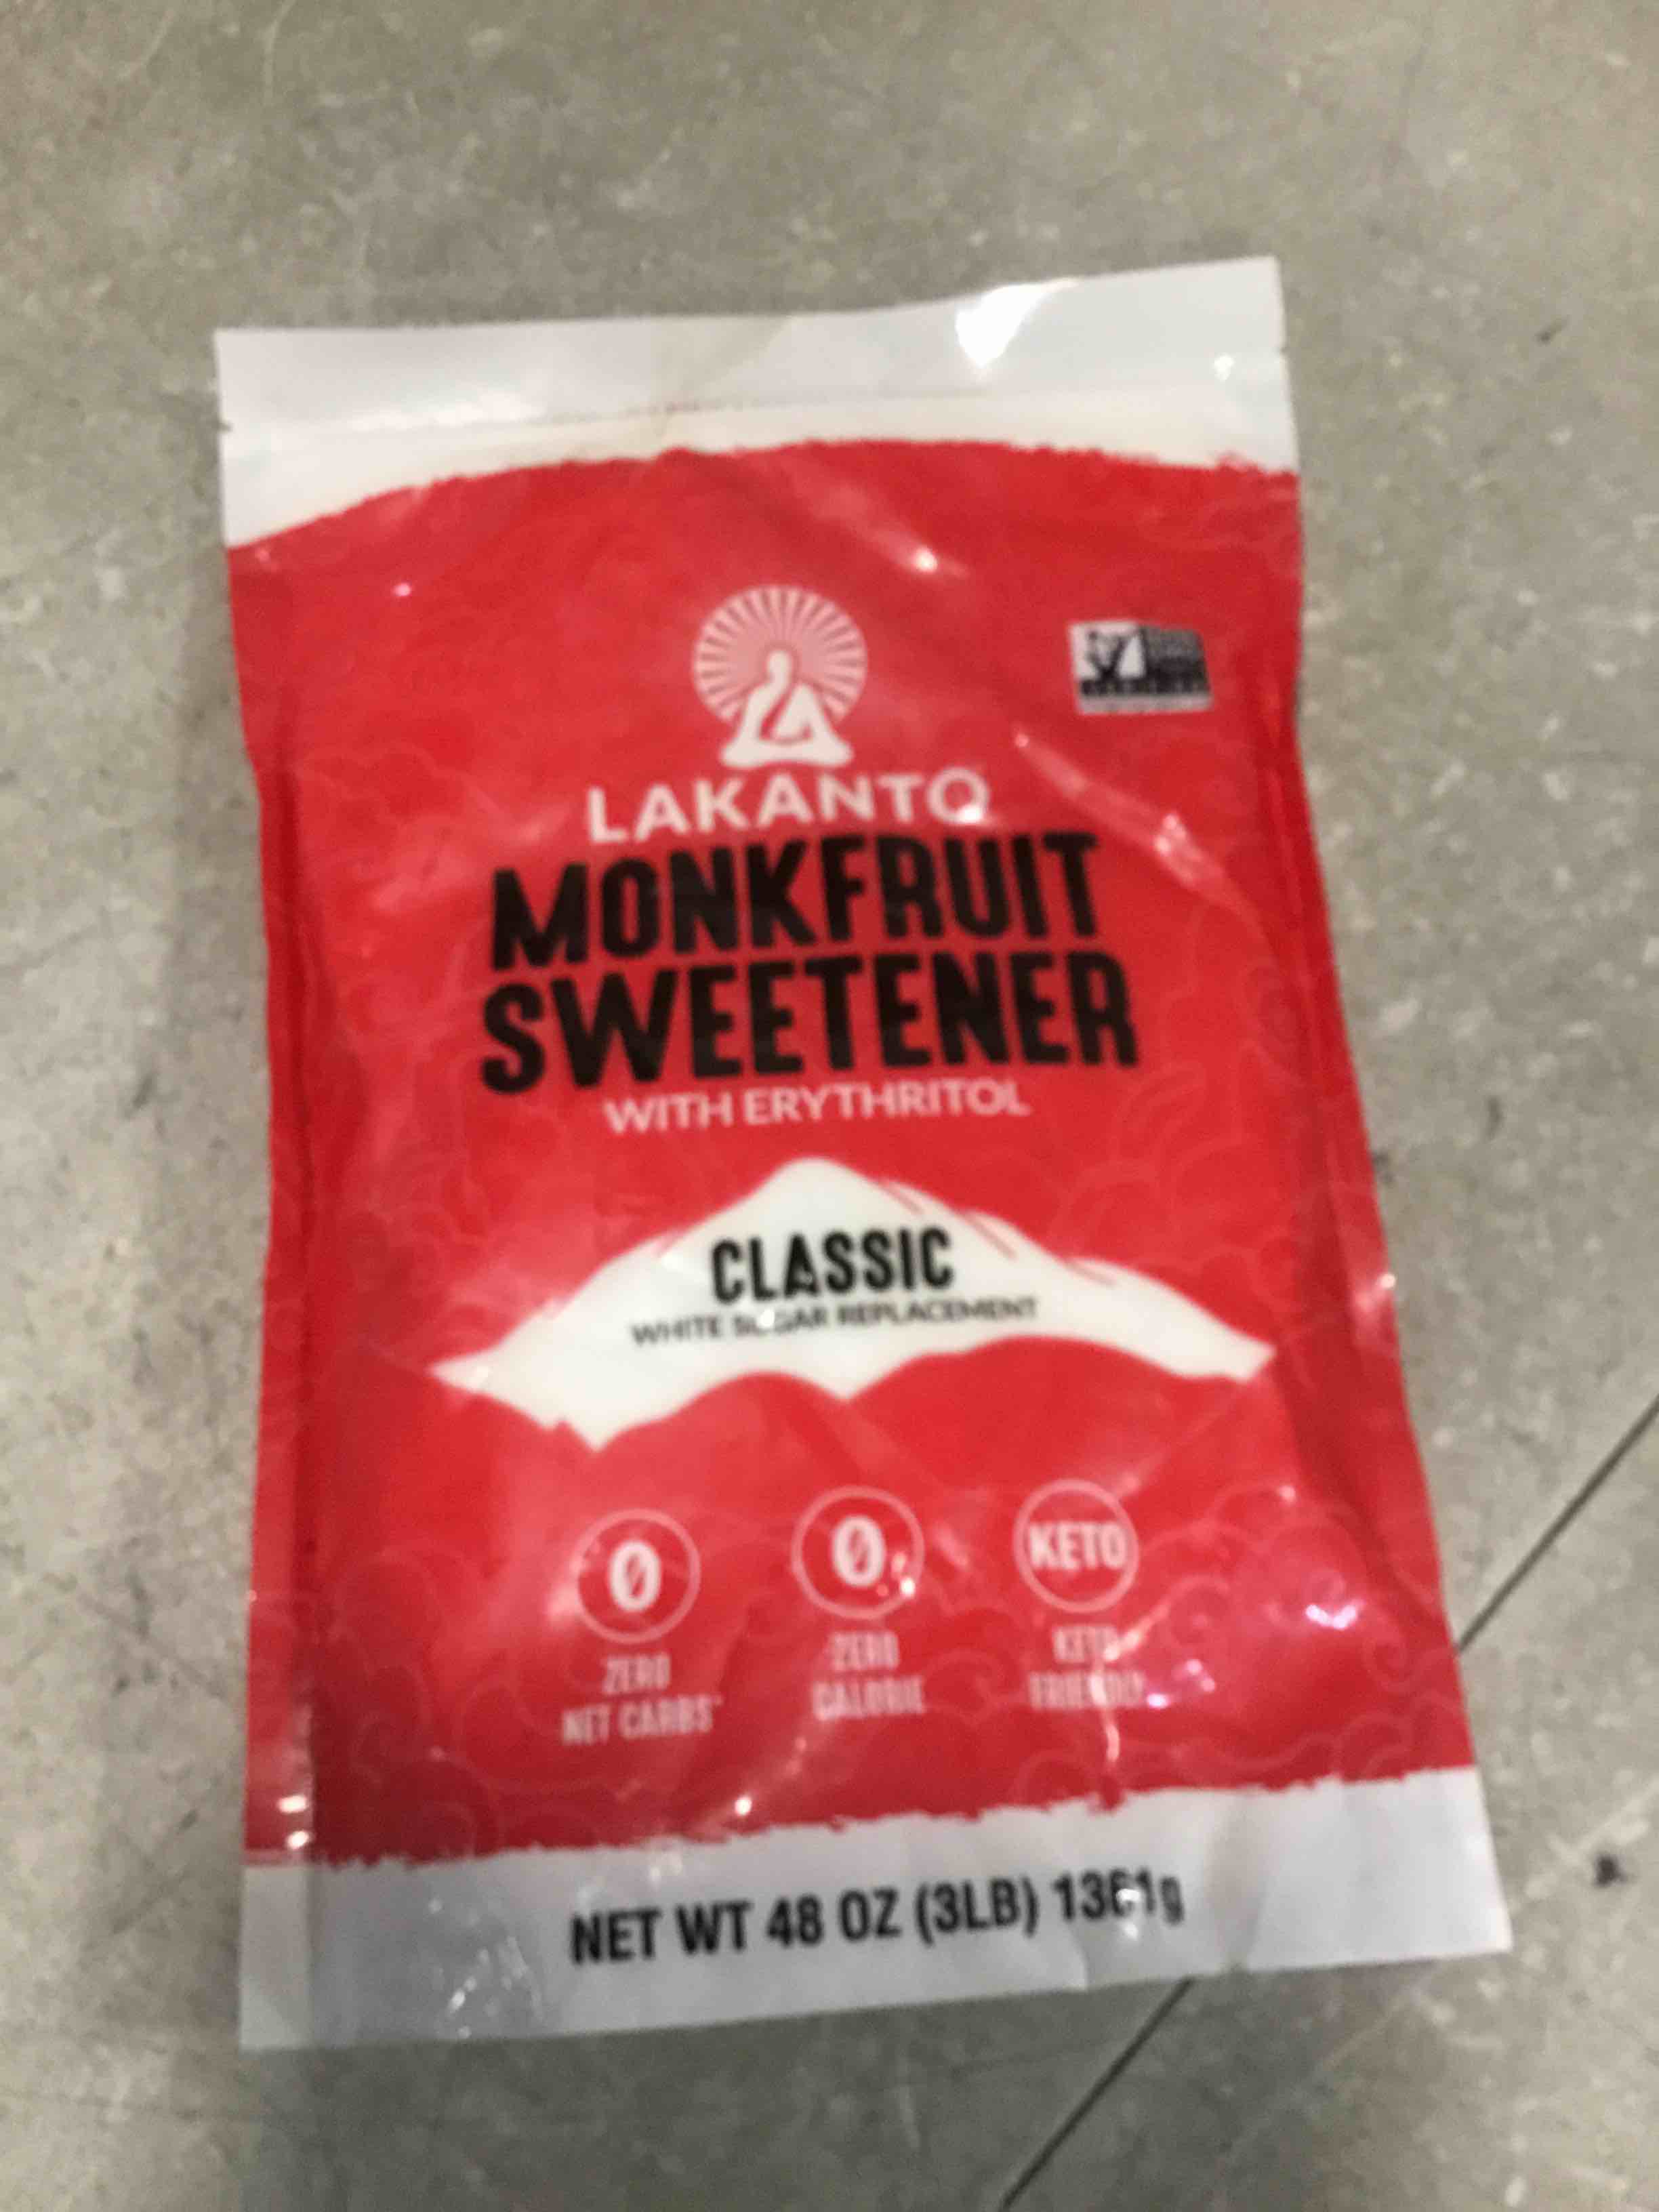 LAKANTO
MONKFRUIT
SWEETENER
WITH ERYTHRITOL
CLASSIC
WHITE SUGAR REPLACEMENT
0 0 KETO
ZERO NET CARBS*
ZERO CALORIE
KETO FRIENDLY
NET WT 48 OZ (3LB) 1361g